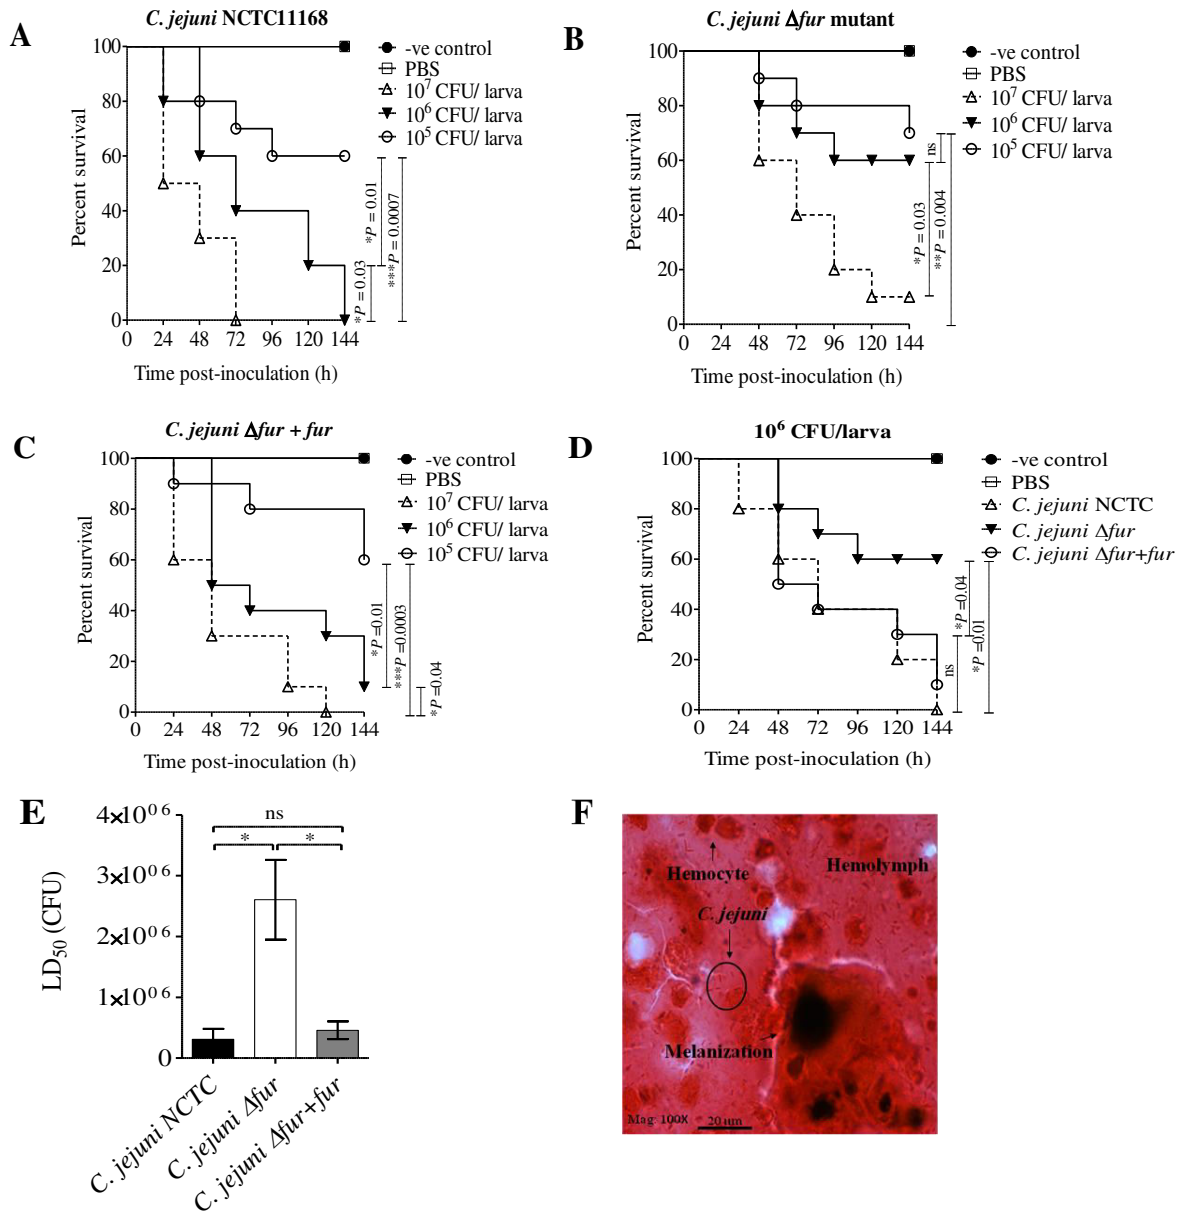 A
C. jejuni NCTC11168
Percent survival
100
80
60
40
20
0
0 24 48 72 96 120 144
Time post-inoculation (h)
-ve control
PBS
10⁷ CFU/ larva
10⁶ CFU/ larva
10⁵ CFU/ larva
*P = 0.03
*P = 0.01
***P = 0.0007
B
C. jejuni Δfur mutant
Percent survival
100
80
60
40
20
0
0 24 48 72 96 120 144
Time post-inoculation (h)
-ve control
PBS
10⁷ CFU/ larva
10⁶ CFU/ larva
10⁵ CFU/ larva
ns
*P = 0.03
**P = 0.004
C
C. jejuni Δfur + fur
Percent survival
100
80
60
40
20
0
0 24 48 72 96 120 144
Time post-inoculation (h)
-ve control
PBS
10⁷ CFU/ larva
10⁶ CFU/ larva
10⁵ CFU/ larva
*P =0.01
***P =0.0003
*P =0.04
D
10⁶ CFU/larva
Percent survival
100
80
60
40
20
0
0 24 48 72 96 120 144
Time post-inoculation (h)
-ve control
PBS
C. jejuni NCTC
C. jejuni Δfur
C. jejuni Δfur+fur
ns
*P =0.04
*P =0.01
E
LD₅₀ (CFU)
4×10⁰⁶
3×10⁰⁶
2×10⁰⁶
1×10⁰⁶
0
ns
* *
C. jejuni NCTC
C. jejuni Δfur
C. jejuni Δfur+fur
F
Hemocyte
Hemolymph
C. jejuni
Melanization
Mag: 100X
20 um